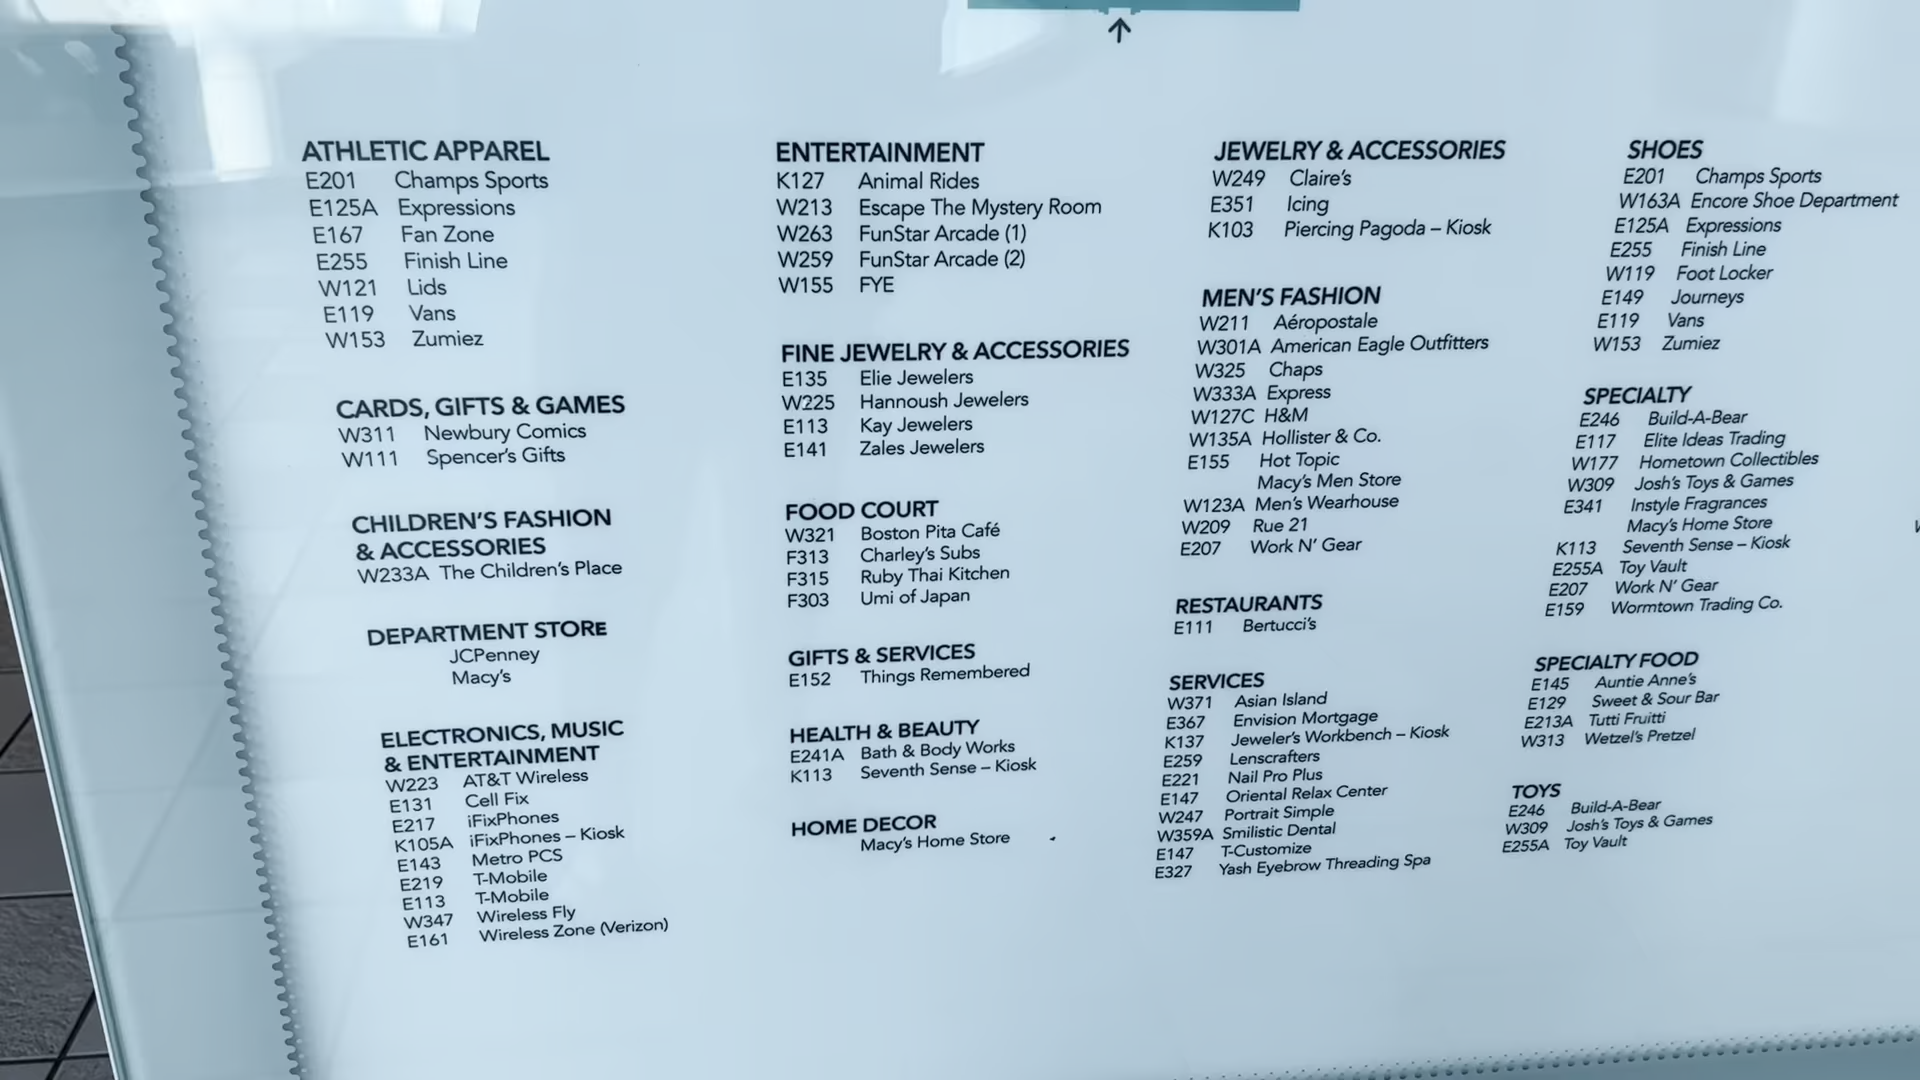 ATHLETIC APPAREL
E201 Champs Sports
E125A Expressions
E167 Fan Zone
E255 Finish Line
W121 Lids
E119 Vans
W153 Zumiez
CARDS, GIFTS & GAMES
W311 Newbury Comics
W111 Spencer's Gifts
CHILDREN'S FASHION
& ACCESSORIES
W233A The Children's Place
DEPARTMENT STORE
JCPenney
Macy's
ELECTRONICS, MUSIC
& ENTERTAINMENT
W223 AT&T Wireless
E131 Cell Fix
E217 iFixPhones
K105A iFixPhones – Kiosk
E143 Metro PCS
E219 T-Mobile
E113 T-Mobile
W347 Wireless Fly
E161 Wireless Zone (Verizon)
ENTERTAINMENT
K127 Animal Rides
W213 Escape The Mystery Room
W263 FunStar Arcade (1)
W259 FunStar Arcade (2)
W155 FYE
FINE JEWELRY & ACCESSORIES
E135 Elie Jewelers
W225 Hannoush Jewelers
E113 Kay Jewelers
E141 Zales Jewelers
FOOD COURT
W321 Boston Pita Café
F313 Charley's Subs
F315 Ruby Thai Kitchen
F303 Umi of Japan
GIFTS & SERVICES
E152 Things Remembered
HEALTH & BEAUTY
E241A Bath & Body Works
K113 Seventh Sense – Kiosk
HOME DECOR
Macy's Home Store
JEWELRY & ACCESSORIES
W249 Claire's
E351 Icing
K103 Piercing Pagoda – Kiosk
MEN'S FASHION
W211 Aéropostale
W301A American Eagle Outfitters
W325 Chaps
W333A Express
W127C H&M
W135A Hollister & Co.
E155 Hot Topic
Macy's Men Store
W123A Men's Wearhouse
W209 Rue 21
E207 Work N' Gear
RESTAURANTS
E111 Bertucci's
SERVICES
W371 Asian Island
E367 Envision Mortgage
K137 Jeweler's Workbench – Kiosk
E259 Lenscrafters
E221 Nail Pro Plus
E147 Oriental Relax Center
W247 Portrait Simple
W359A Smilistic Dental
E147 T-Customize
E327 Yash Eyebrow Threading Spa
SHOES
E201 Champs Sports
W163A Encore Shoe Department
E125A Expressions
E255 Finish Line
W119 Foot Locker
E149 Journeys
E119 Vans
W153 Zumiez
SPECIALTY
E246 Build-A-Bear
E117 Elite Ideas Trading
W177 Hometown Collectibles
W309 Josh's Toys & Games
E341 Instyle Fragrances
Macy's Home Store
K113 Seventh Sense – Kiosk
E255A Toy Vault
E207 Work N' Gear
E159 Wormtown Trading Co.
SPECIALTY FOOD
E145 Auntie Anne's
E129 Sweet & Sour Bar
E213A Tutti Fruitti
W313 Wetzel's Pretzel
TOYS
E246 Build-A-Bear
W309 Josh's Toys & Games
E255A Toy Vault